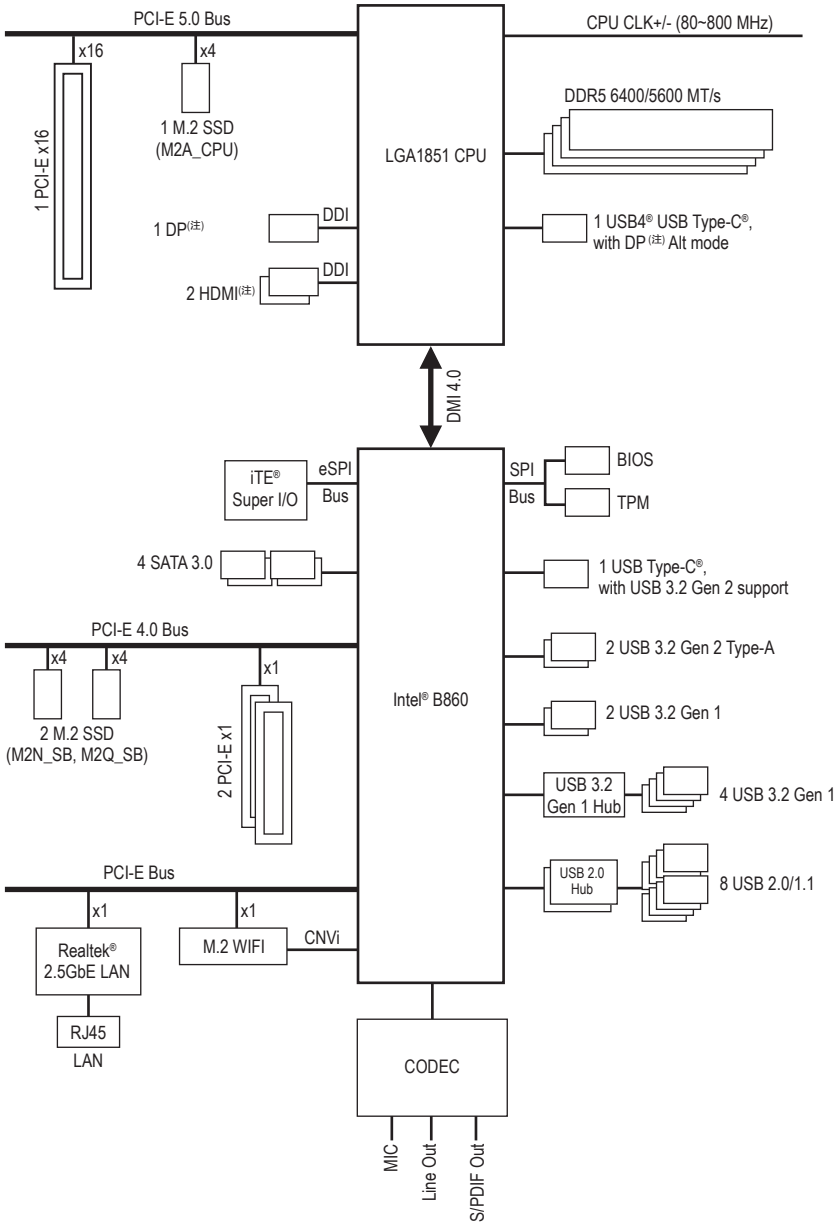 PCI-E 5.0 Bus
CPU CLK+/- (80~800 MHz)
x16
x4
1 PCI-E x16
1 M.2 SSD
(M2A_CPU)
LGA1851 CPU
DDR5 6400/5600 MT/s
1 DP(注)
DDI
1 USB4® USB Type-C®,
with DP (注) Alt mode
2 HDMI(注)
DDI
DMI 4.0
iTE®
Super I/O
eSPI
Bus
SPI
Bus
BIOS
TPM
4 SATA 3.0
1 USB Type-C®,
with USB 3.2 Gen 2 support
PCI-E 4.0 Bus
x4
x4
x1
2 M.2 SSD
(M2N_SB, M2Q_SB)
2 PCI-E x1
Intel® B860
2 USB 3.2 Gen 2 Type-A
2 USB 3.2 Gen 1
USB 3.2
Gen 1 Hub
4 USB 3.2 Gen 1
USB 2.0
Hub
8 USB 2.0/1.1
PCI-E Bus
x1
x1
Realtek®
2.5GbE LAN
M.2 WIFI
CNVi
RJ45
LAN
CODEC
MIC
Line Out
S/PDIF Out